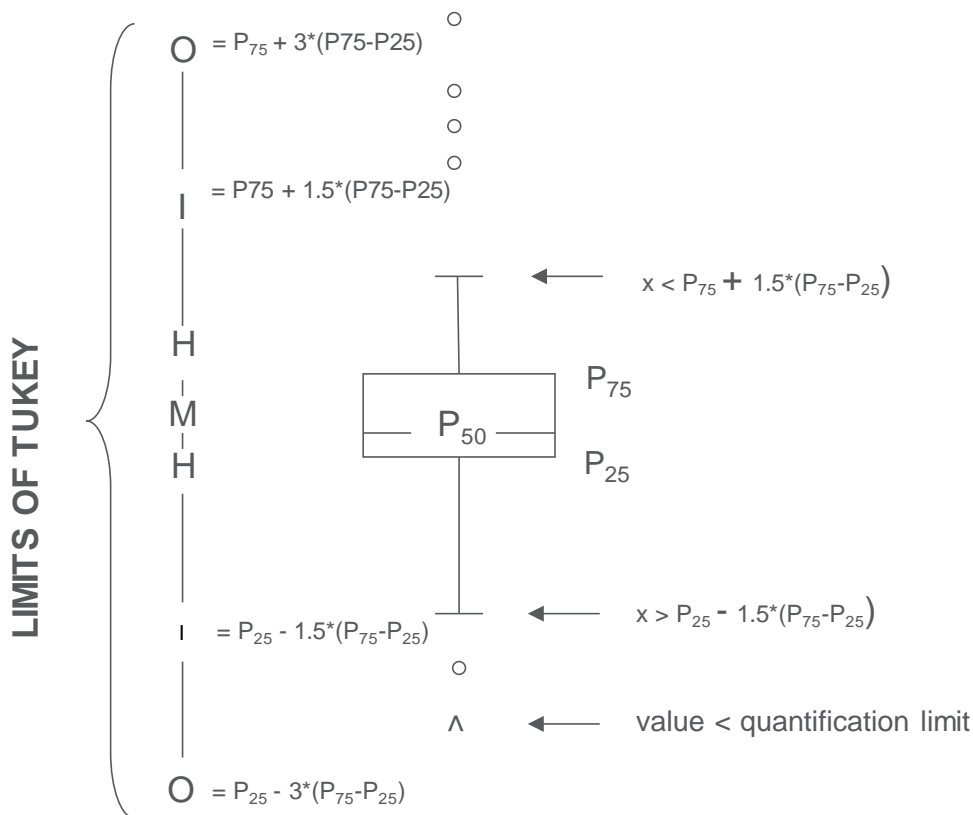 LIMITS OF TUKEY
O = P75 + 3*(P75-P25)
I = P75 + 1.5*(P75-P25)
x < P75 + 1.5*(P75-P25)
H
P75
M
P50
H
P25
x > P25 - 1.5*(P75-P25)
I = P25 - 1.5*(P75-P25)
^ value < quantification limit
O = P25 - 3*(P75-P25)